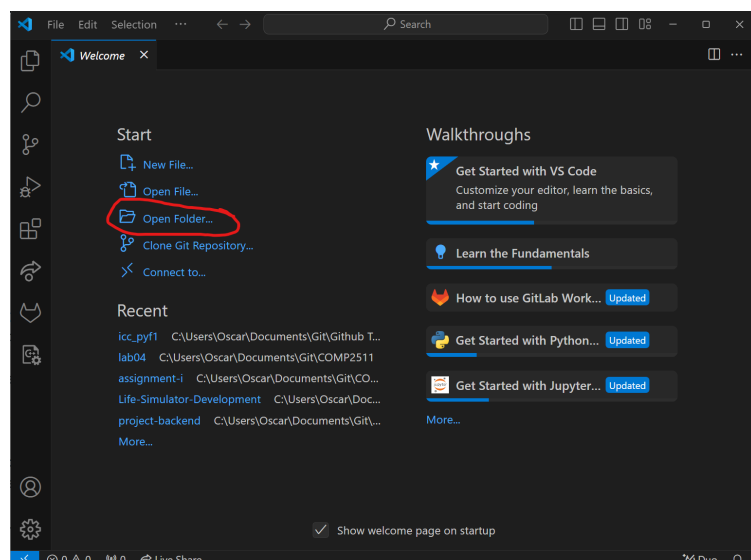 File Edit Selection ··· Search
Welcome
Start
New File...
Open File...
Open Folder...
Clone Git Repository...
Connect to...
Recent
icc_pyf1 C:\Users\Oscar\Documents\Git\Github T...
lab04 C:\Users\Oscar\Documents\Git\COMP2511
assignment-i C:\Users\Oscar\Documents\Git\CO...
Life-Simulator-Development C:\Users\Oscar\Doc...
project-backend C:\Users\Oscar\Documents\Git\...
More...
Walkthroughs
Get Started with VS Code
Customize your editor, learn the basics,
and start coding
Learn the Fundamentals
How to use GitLab Work... Updated
Get Started with Python... Updated
Get Started with Jupyter... Updated
More...
Show welcome page on startup
0 0 0 Live Share Duo